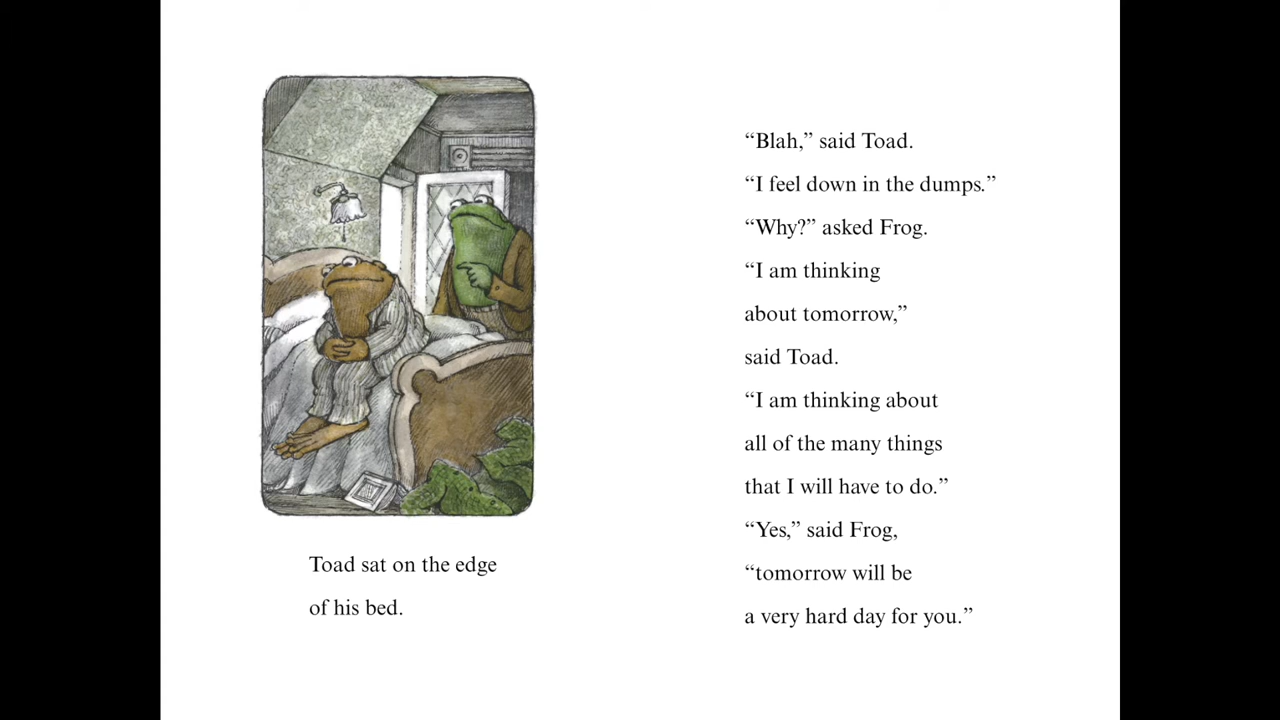 Toad sat on the edge
of his bed.
“Blah,” said Toad.
“I feel down in the dumps.”
“Why?” asked Frog.
“I am thinking
about tomorrow,”
said Toad.
“I am thinking about
all of the many things
that I will have to do.”
“Yes,” said Frog,
“tomorrow will be
a very hard day for you.”